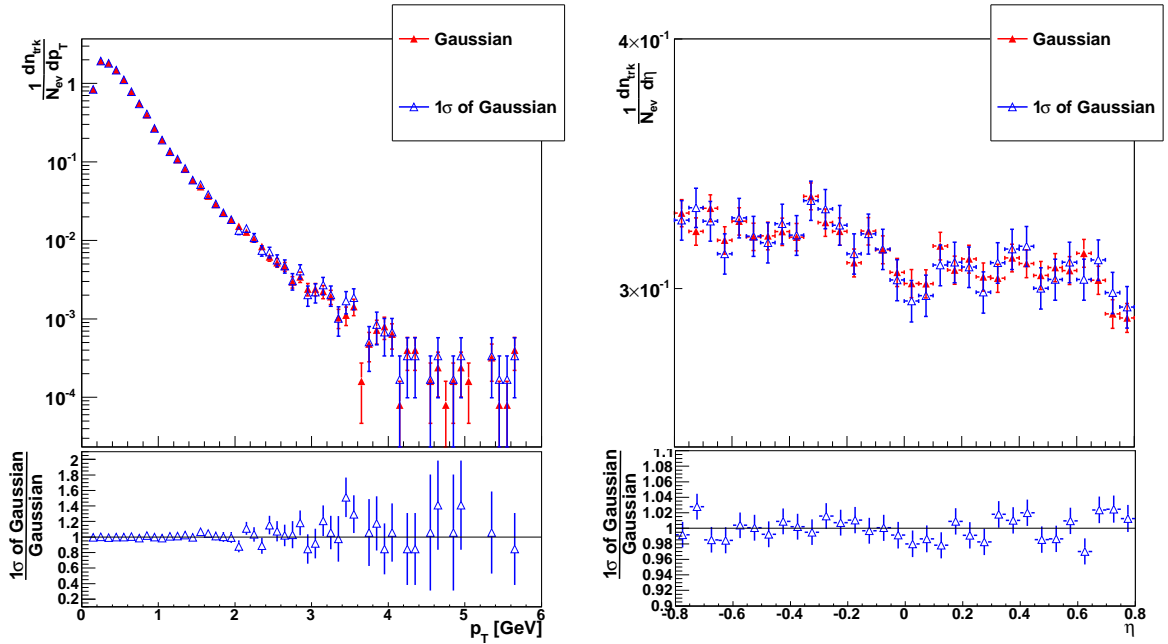 1/N_ev dn_trk/dp_T
Gaussian
1σ of Gaussian
1
10^-1
10^-2
10^-3
10^-4
1σ of Gaussian / Gaussian
2
1.8
1.6
1.4
1.2
1
0.8
0.6
0.4
0.2
0 1 2 3 4 5 6
p_T [GeV]
1/N_ev dn_trk/dη
4×10^-1
3×10^-1
Gaussian
1σ of Gaussian
1σ of Gaussian / Gaussian
1.1
1.08
1.06
1.04
1.02
1
0.98
0.96
0.94
0.92
0.9
-0.8 -0.6 -0.4 -0.2 0 0.2 0.4 0.6 0.8
η